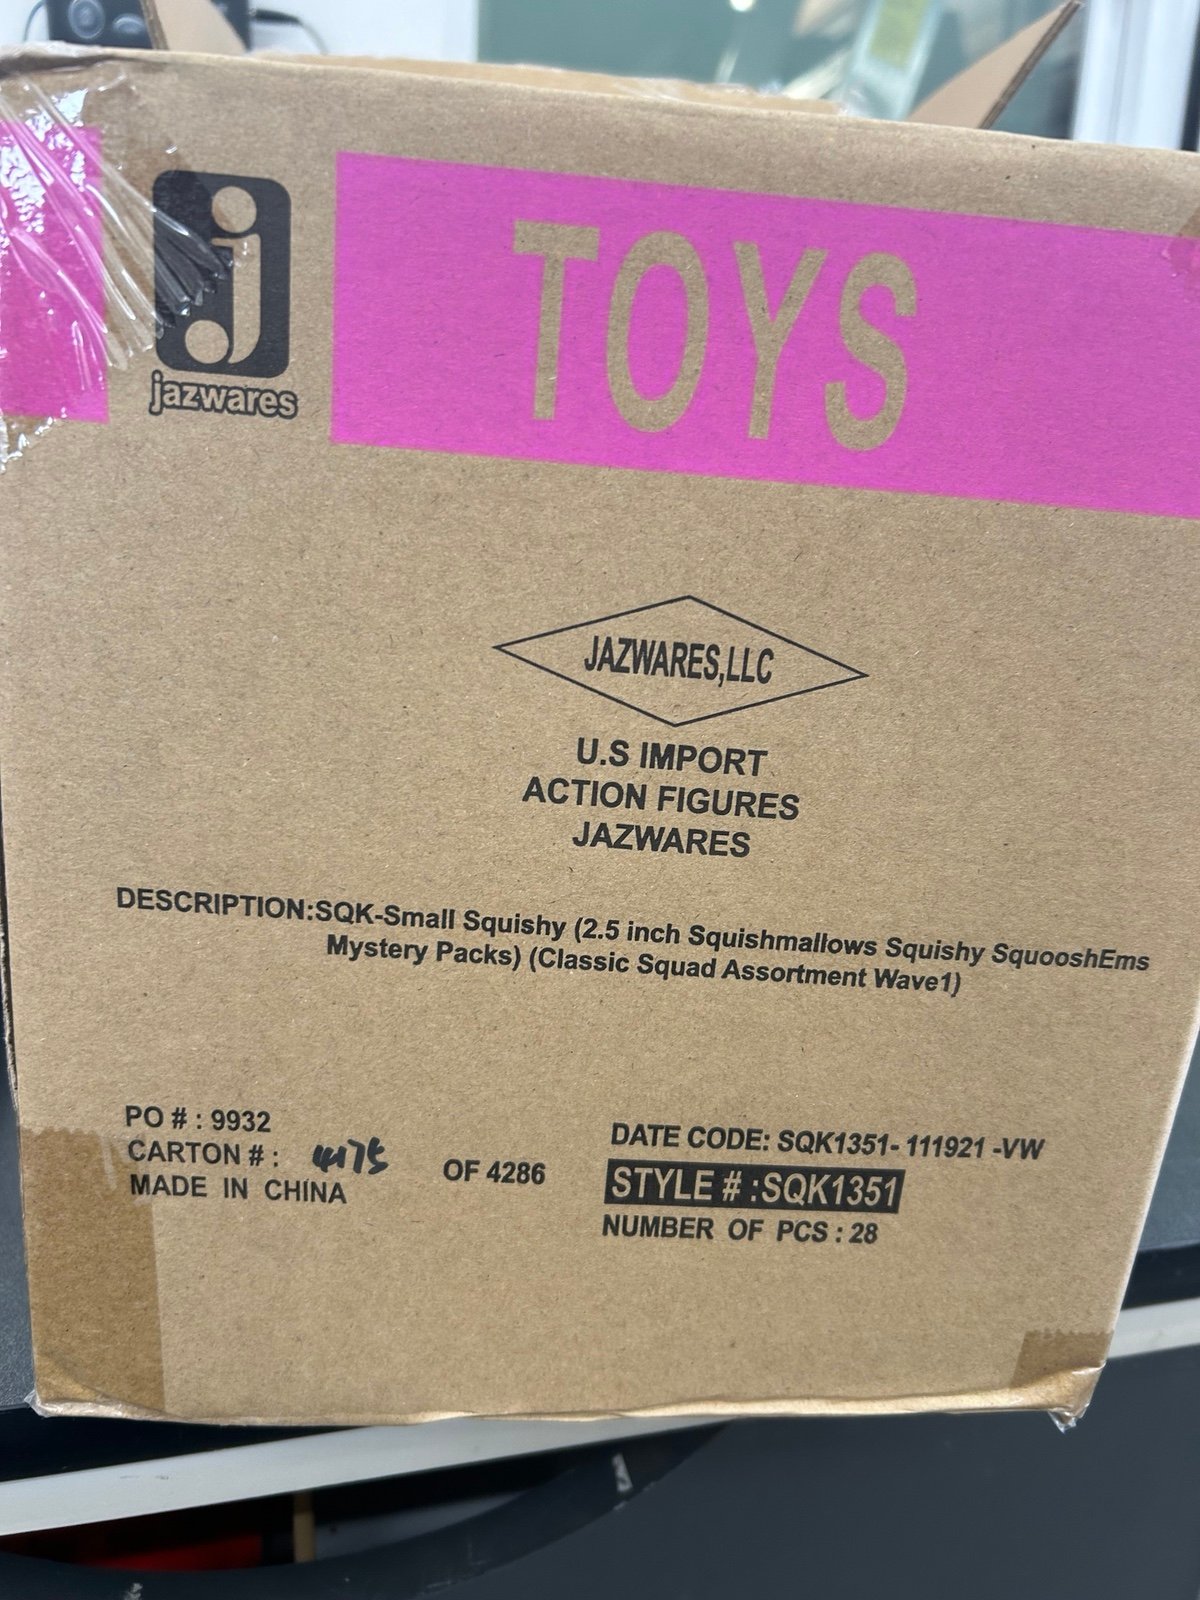 jazwares
TOYS
JAZWARES,LLC
U.S IMPORT
ACTION FIGURES
JAZWARES
DESCRIPTION:SQK-Small Squishy (2.5 inch Squishmallows Squishy SquooshEms
Mystery Packs) (Classic Squad Assortment Wave1)
PO # : 9932
CARTON # : 4175 OF 4286
MADE IN CHINA
DATE CODE: SQK1351- 111921 -VW
STYLE # :SQK1351
NUMBER OF PCS : 28